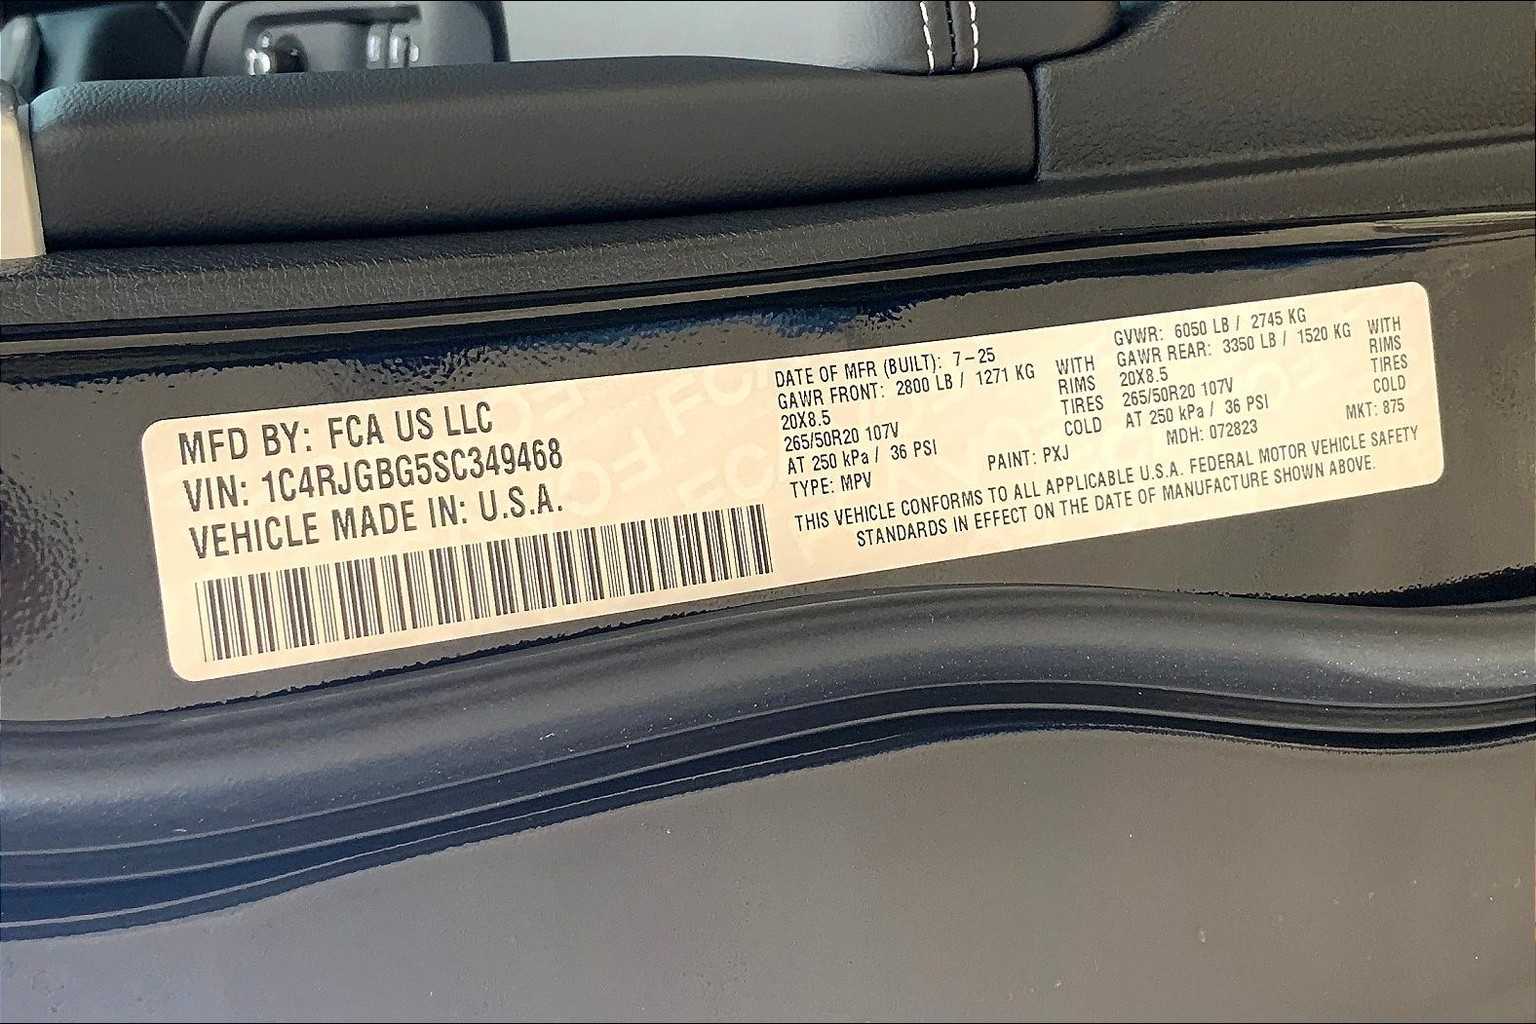 MFD BY: FCA US LLC
VIN: 1C4RJGBG5SC349468
VEHICLE MADE IN: U.S.A.
DATE OF MFR (BUILT): 7-25
GAWR FRONT: 2800 LB / 1271 KG WITH
20X8.5 RIMS
265/50R20 107V TIRES
AT 250 kPa / 36 PSI COLD
TYPE: MPV
GVWR: 6050 LB / 2745 KG
GAWR REAR: 3350 LB / 1520 KG WITH
20X8.5 RIMS
265/50R20 107V TIRES
AT 250 kPa / 36 PSI COLD
PAINT: PXJ MDH: 072823 MKT: 875
THIS VEHICLE CONFORMS TO ALL APPLICABLE U.S.A. FEDERAL MOTOR VEHICLE SAFETY
STANDARDS IN EFFECT ON THE DATE OF MANUFACTURE SHOWN ABOVE.